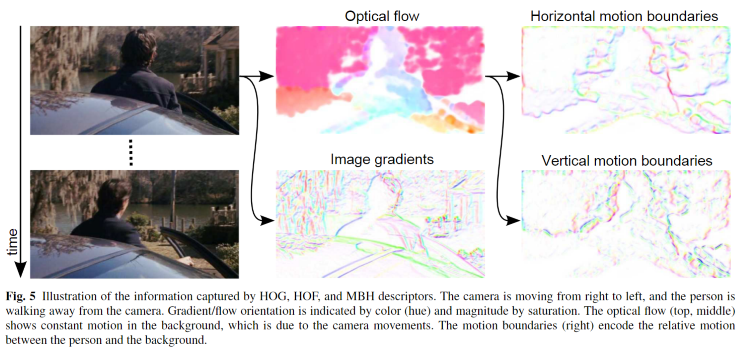 Optical flow
Horizontal motion boundaries
Image gradients
Vertical motion boundaries
time
Fig. 5 Illustration of the information captured by HOG, HOF, and MBH descriptors. The camera is moving from right to left, and the person is
walking away from the camera. Gradient/flow orientation is indicated by color (hue) and magnitude by saturation. The optical flow (top, middle)
shows constant motion in the background, which is due to the camera movements. The motion boundaries (right) encode the relative motion
between the person and the background.